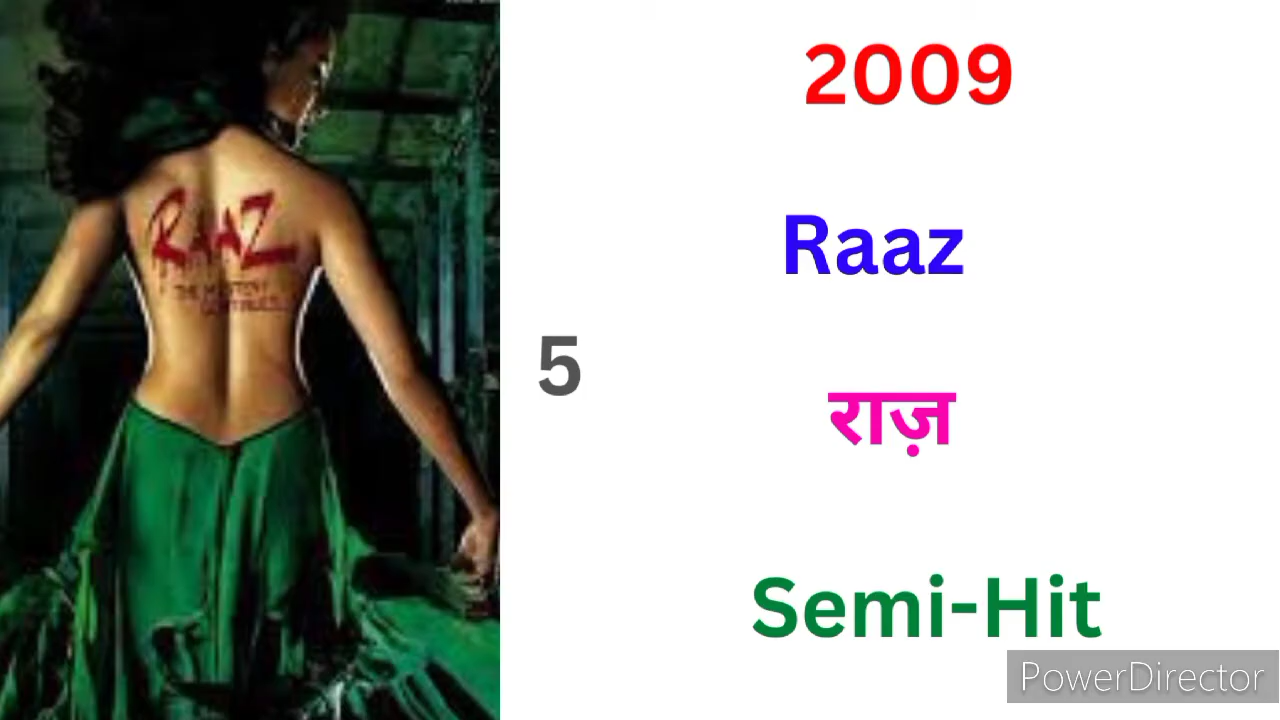 2009
RAAZ
THE MYSTERY
CONTINUES...
Raaz
5
राज़
Semi-Hit
PowerDirector